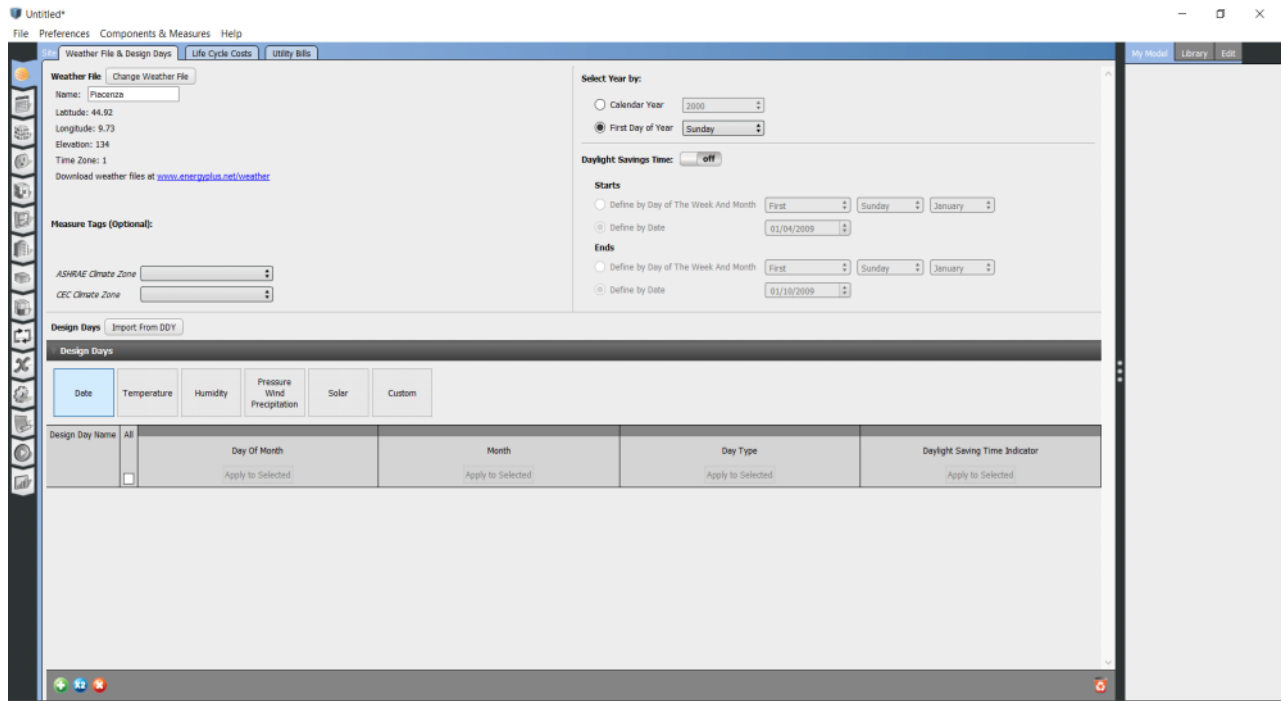 Untitled*
File Preferences Components & Measures Help
Site Weather File & Design Days Life Cycle Costs Utility Bills
My Model Library Edit
Weather File Change Weather File
Name: Piacenza
Latitude: 44.92
Longitude: 9.73
Elevation: 134
Time Zone: 1
Download weather files at www.energyplus.net/weather
Measure Tags (Optional):
ASHRAE Climate Zone
CEC Climate Zone
Select Year by:
Calendar Year 2000
First Day of Year Sunday
Daylight Savings Time: off
Starts
Define by Day of The Week And Month First Sunday January
Define by Date 01/04/2009
Ends
Define by Day of The Week And Month First Sunday January
Define by Date 01/10/2009
Design Days Import From DDY
Design Days
Date Temperature Humidity Pressure Wind Precipitation Solar Custom
Design Day Name All Day Of Month Month Day Type Daylight Saving Time Indicator
Apply to Selected Apply to Selected Apply to Selected Apply to Selected
x2